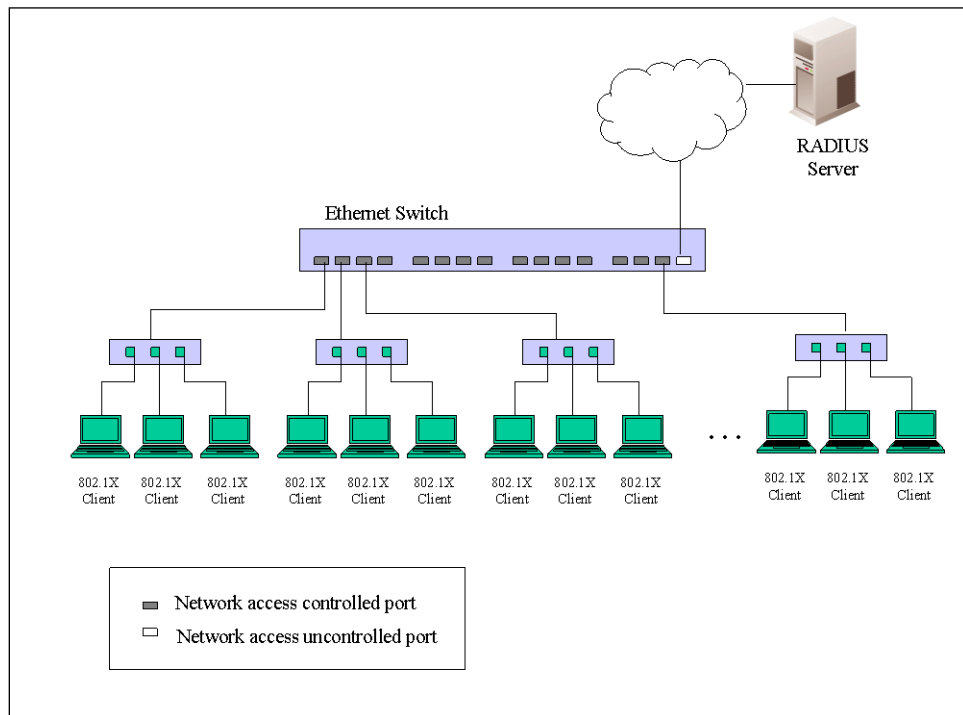 RADIUS
Server
Ethernet Switch
. . .
802.1X
Client
802.1X
Client
802.1X
Client
802.1X
Client
802.1X
Client
802.1X
Client
802.1X
Client
802.1X
Client
802.1X
Client
802.1X
Client
802.1X
Client
802.1X
Client
Network access controlled port
Network access uncontrolled port